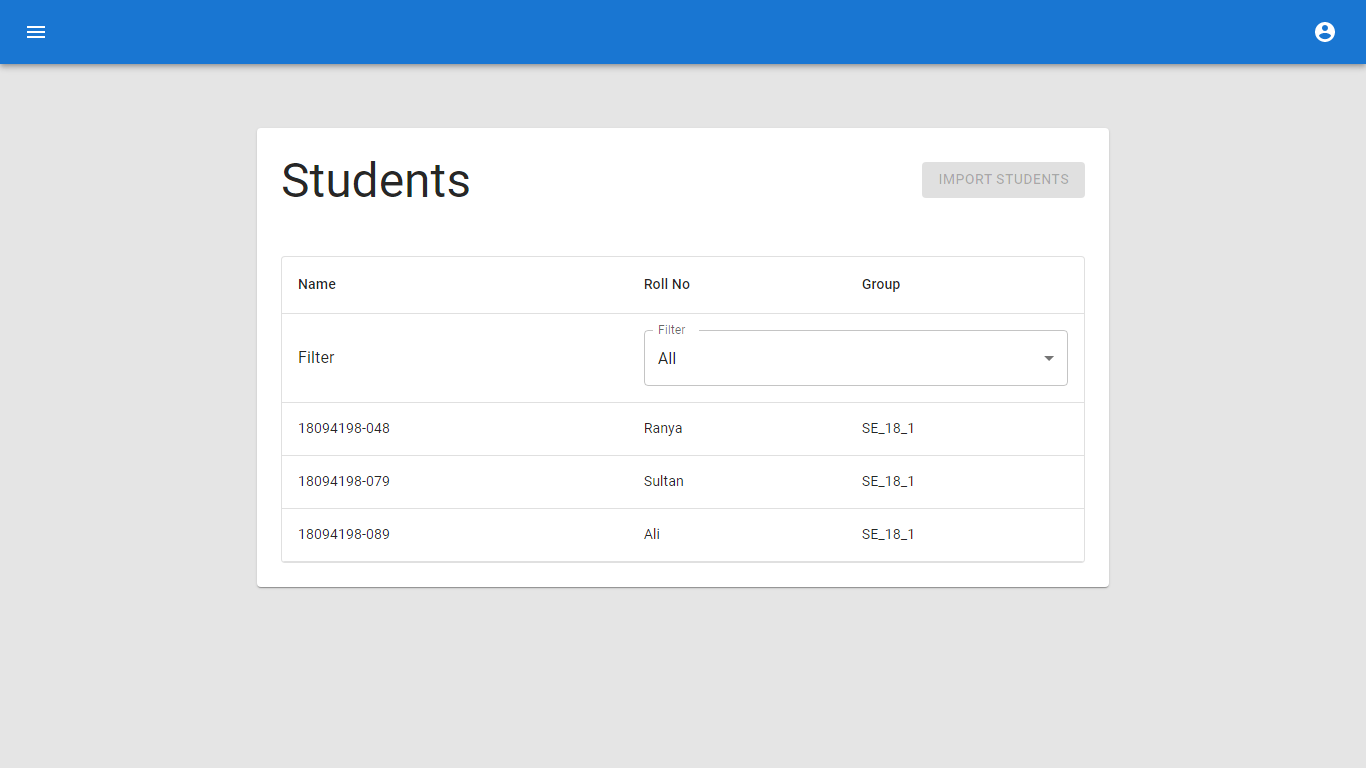 Students
IMPORT STUDENTS
Name Roll No Group
Filter
Filter All
18094198-048 Ranya SE_18_1
18094198-079 Sultan SE_18_1
18094198-089 Ali SE_18_1